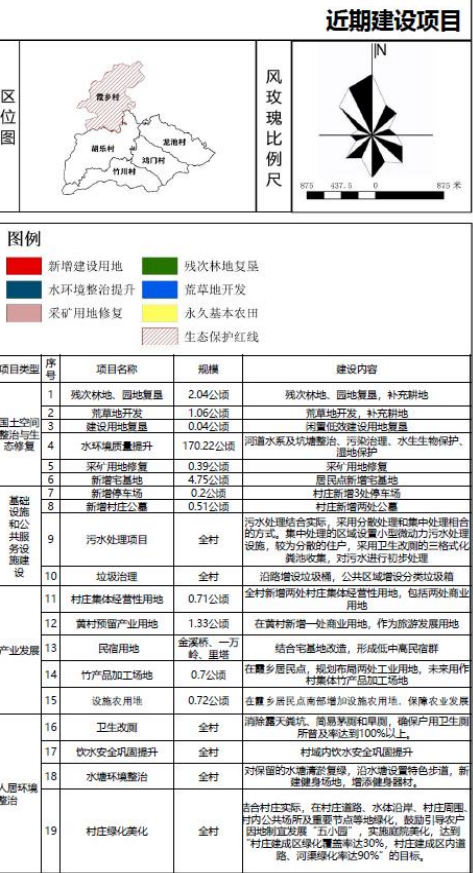 近期建设项目
区位图
霞乡村
胡乐村
龙池村
鸿门村
竹川村
风玫瑰比例尺
N
875 437.5 0 875 米
图例
新增建设用地 残次林地复垦
水环境整治提升 荒草地开发
采矿用地修复 永久基本农田
生态保护红线
项目类型 序号 项目名称 规模 建设内容
国土空间整治与生态修复
1 残次林地、园地复垦 2.04公顷 残次林地、园地复垦，补充耕地
2 荒草地开发 1.06公顷 荒草地开发，补充耕地
3 建设用地复垦 0.04公顷 闲置低效建设用地复垦
4 水环境质量提升 170.22公顷 河道水系及坑塘整治、污染治理、水生生物保护、
湿地保护
5 采矿用地修复 0.39公顷 采矿用地修复
6 新增宅基地 4.75公顷 居民点新增宅基地
基础设施和公共服务设施建设
7 新增停车场 0.2公顷 村庄新增3处停车场
8 新增村庄公墓 0.51公顷 村庄新增两处公墓
9 污水处理项目 全村 污水处理结合实际，采用分散处理和集中处理相合
的方式。集中处理的区域设置小型微动力污水处理
设施，较为分散的住户，采用卫生改厕的三格式化
粪池收集，对污水进行初步处理
10 垃圾治理 全村 沿路增设垃圾桶，公共区域增设分类垃圾箱
产业发展
11 村庄集体经营性用地 0.71公顷 全村新增两处村庄集体经营性用地，包括两处商业
用地
12 黄村预留产业用地 1.33公顷 在黄村新增一处商业用地，作为旅游发展用地
13 民宿用地 金溪桥、一万岭、里塔 结合宅基地改造，形成低中高民宿群
14 竹产品加工场地 0.7公顷 在霞乡居民点，规划布局两处工业用地，未来用作
村集体竹产品加工场地
15 设施农用地 0.72公顷 在霞乡居民点南部增加设施农用地，保障农业发展
人居环境整治
16 卫生改厕 全村 消除露天粪坑、简易茅厕和旱厕，确保户用卫生厕
所普及率达到100%以上。
17 饮水安全巩固提升 全村 村域内饮水安全巩固提升
18 水塘环境整治 全村 对保留的水塘清淤复绿，沿水塘设置特色步道，新
建健身场地，增添健身器材。
19 村庄绿化美化 全村 结合村庄实际，在村庄道路、水体沿岸、村庄周围、
村内公共场所及重要节点等地绿化，鼓励引导农户
因地制宜发展“五小园”，实施庭院美化，达到
“村庄建成区绿化覆盖率达30%，村庄建成区内道
路、河渠绿化率达90%”的目标。